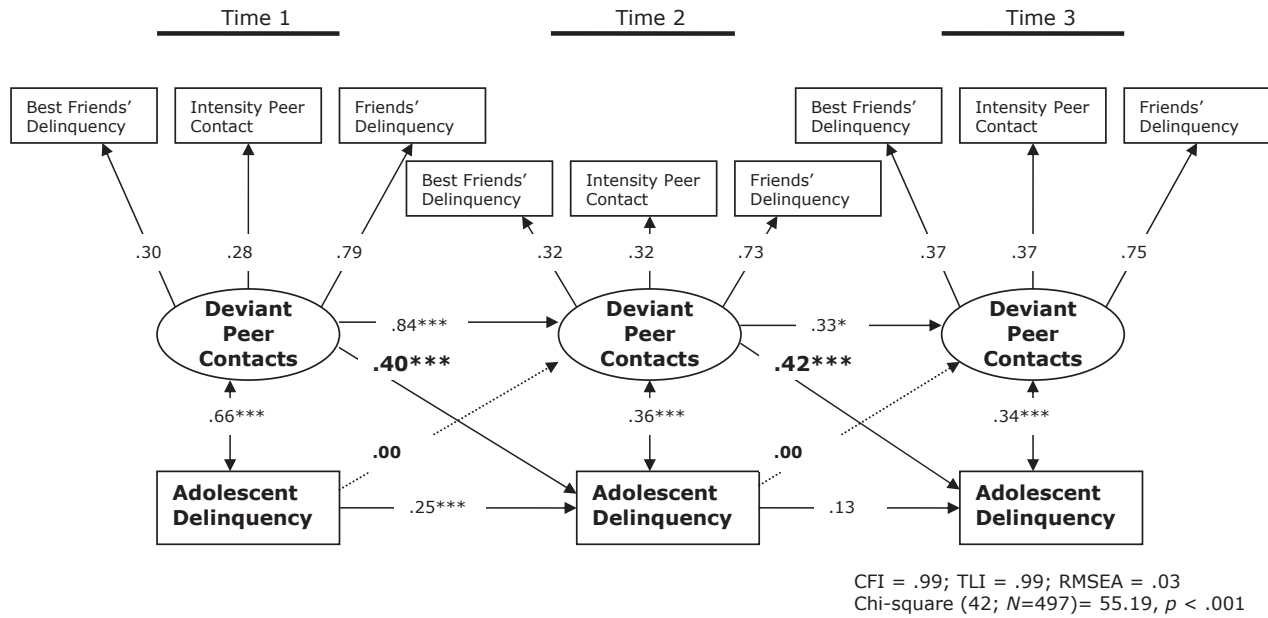 Time 1
Time 2
Time 3
Best Friends’
Delinquency
Intensity Peer
Contact
Friends’
Delinquency
Best Friends’
Delinquency
Intensity Peer
Contact
Friends’
Delinquency
Best Friends’
Delinquency
Intensity Peer
Contact
Friends’
Delinquency
.30
.28
.79
.32
.32
.73
.37
.37
.75
Deviant
Peer
Contacts
.84***
.40***
Deviant
Peer
Contacts
.33*
.42***
Deviant
Peer
Contacts
.66***
.00
.36***
.00
.34***
Adolescent
Delinquency
.25***
Adolescent
Delinquency
.13
Adolescent
Delinquency
CFI = .99; TLI = .99; RMSEA = .03
Chi-square (42; N=497)= 55.19, p < .001